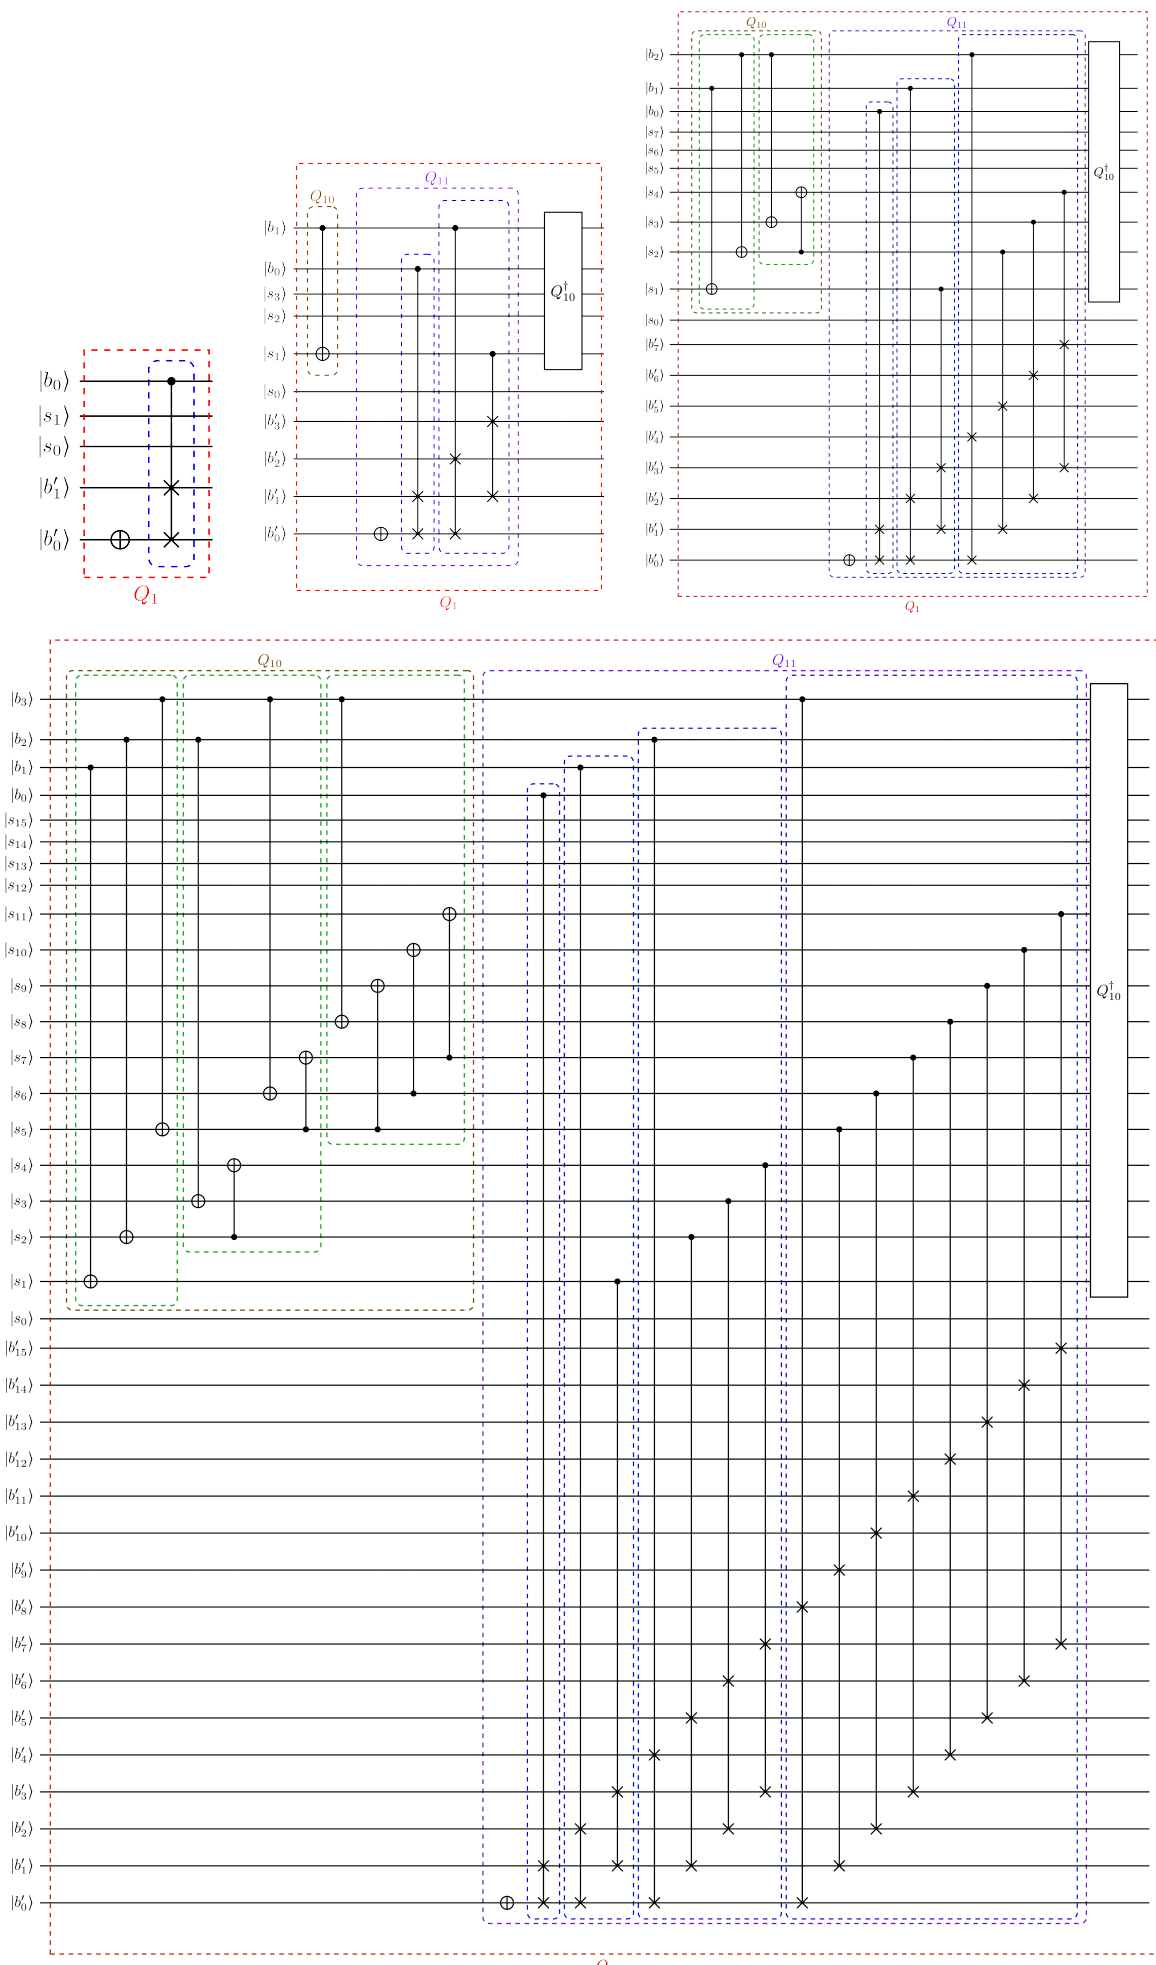 |b₀⟩
|s₁⟩
|s₀⟩
|b′₁⟩
|b′₀⟩
Q₁
Q₁₁
Q₁₀
|b₁⟩
|b₀⟩
|s₃⟩
|s₂⟩
|s₁⟩
|s₀⟩
|b′₃⟩
|b′₂⟩
|b′₁⟩
|b′₀⟩
Q†₁₀
Q₁
Q₁₀ Q₁₁
|b₂⟩
|b₁⟩
|b₀⟩
|s₇⟩
|s₆⟩
|s₅⟩
|s₄⟩
|s₃⟩
|s₂⟩
|s₁⟩
|s₀⟩
|b′₇⟩
|b′₆⟩
|b′₅⟩
|b′₄⟩
|b′₃⟩
|b′₂⟩
|b′₁⟩
|b′₀⟩
Q†₁₀
Q₁
Q₁₀ Q₁₁
|b₃⟩
|b₂⟩
|b₁⟩
|b₀⟩
|s₁₅⟩
|s₁₄⟩
|s₁₃⟩
|s₁₂⟩
|s₁₁⟩
|s₁₀⟩
|s₉⟩
|s₈⟩
|s₇⟩
|s₆⟩
|s₅⟩
|s₄⟩
|s₃⟩
|s₂⟩
|s₁⟩
|s₀⟩
|b′₁₅⟩
|b′₁₄⟩
|b′₁₃⟩
|b′₁₂⟩
|b′₁₁⟩
|b′₁₀⟩
|b′₉⟩
|b′₈⟩
|b′₇⟩
|b′₆⟩
|b′₅⟩
|b′₄⟩
|b′₃⟩
|b′₂⟩
|b′₁⟩
|b′₀⟩
Q†₁₀